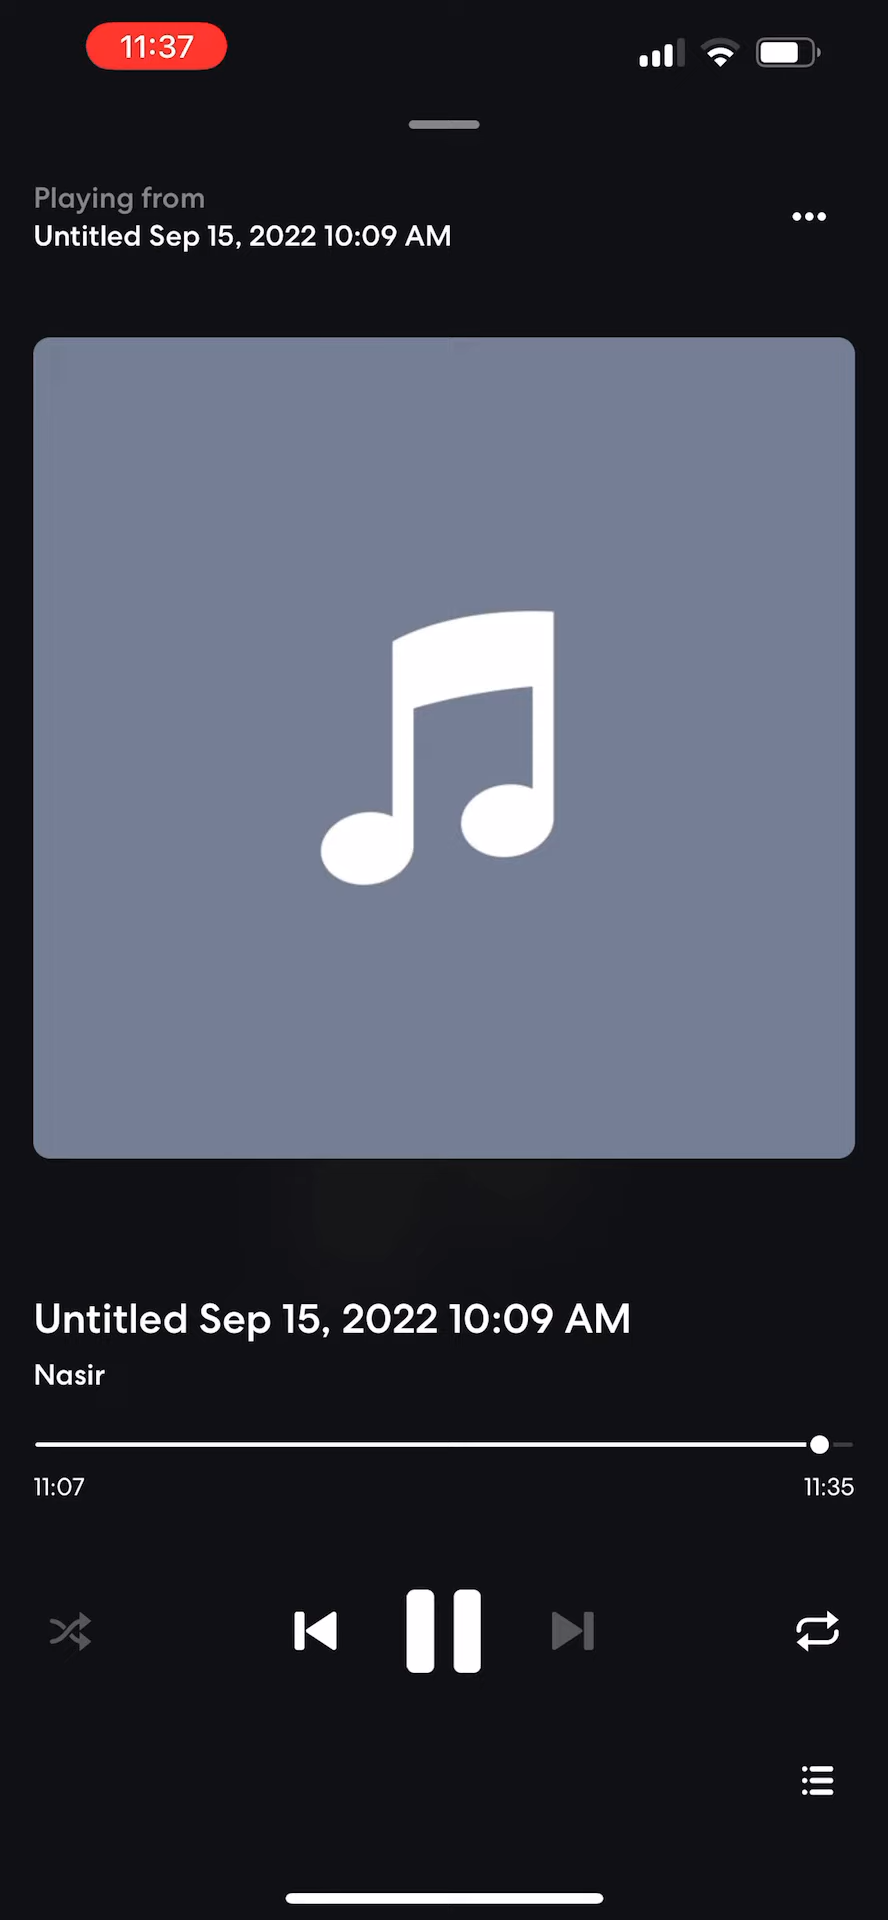 11:37
Playing from
Untitled Sep 15, 2022 10:09 AM
Untitled Sep 15, 2022 10:09 AM
Nasir
11:07
11:35